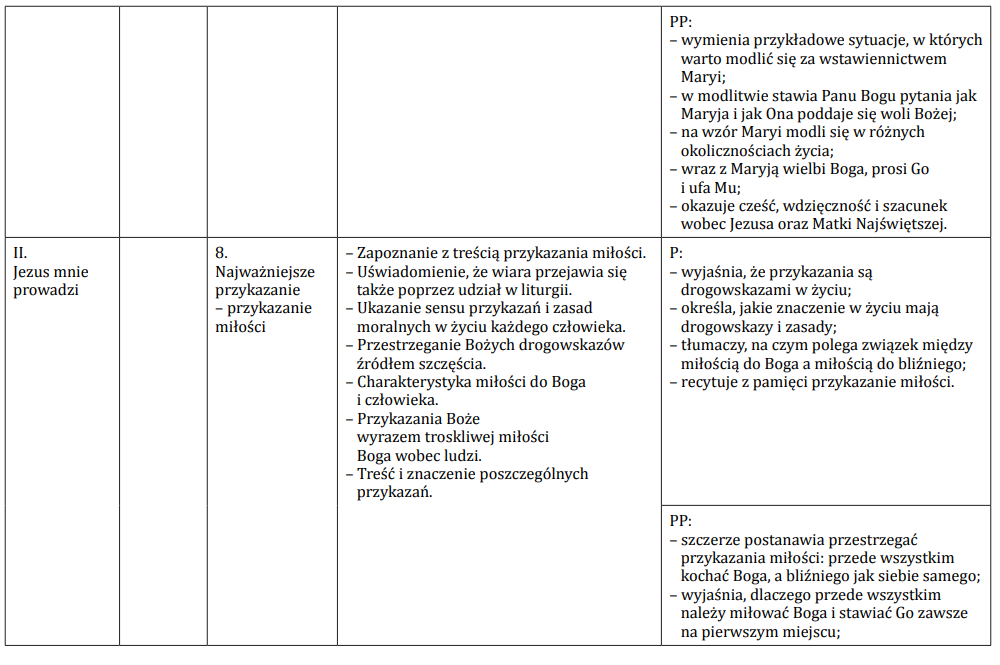 PP:
– wymienia przykładowe sytuacje, w których
warto modlić się za wstawiennictwem
Maryi;
– w modlitwie stawia Panu Bogu pytania jak
Maryja i jak Ona poddaje się woli Bożej;
– na wzór Maryi modli się w różnych
okolicznościach życia;
– wraz z Maryją wielbi Boga, prosi Go
i ufa Mu;
– okazuje cześć, wdzięczność i szacunek
wobec Jezusa oraz Matki Najświętszej.
II.
Jezus mnie
prowadzi
8.
Najważniejsze
przykazanie
– przykazanie
miłości
– Zapoznanie z treścią przykazania miłości.
– Uświadomienie, że wiara przejawia się
także poprzez udział w liturgii.
– Ukazanie sensu przykazań i zasad
moralnych w życiu każdego człowieka.
– Przestrzeganie Bożych drogowskazów
źródłem szczęścia.
– Charakterystyka miłości do Boga
i człowieka.
– Przykazania Boże
wyrazem troskliwej miłości
Boga wobec ludzi.
– Treść i znaczenie poszczególnych
przykazań.
P:
– wyjaśnia, że przykazania są
drogowskazami w życiu;
– określa, jakie znaczenie w życiu mają
drogowskazy i zasady;
– tłumaczy, na czym polega związek między
miłością do Boga a miłością do bliźniego;
– recytuje z pamięci przykazanie miłości.
PP:
– szczerze postanawia przestrzegać
przykazania miłości: przede wszystkim
kochać Boga, a bliźniego jak siebie samego;
– wyjaśnia, dlaczego przede wszystkim
należy miłować Boga i stawiać Go zawsze
na pierwszym miejscu;